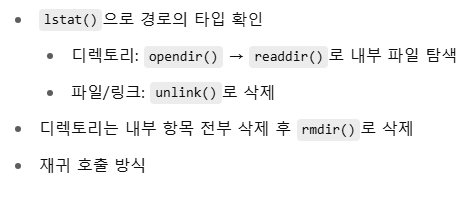 lstat()으로 경로의 타입 확인
디렉토리: opendir() → readdir()로 내부 파일 탐색
파일/링크: unlink()로 삭제
디렉토리는 내부 항목 전부 삭제 후 rmdir()로 삭제
재귀 호출 방식